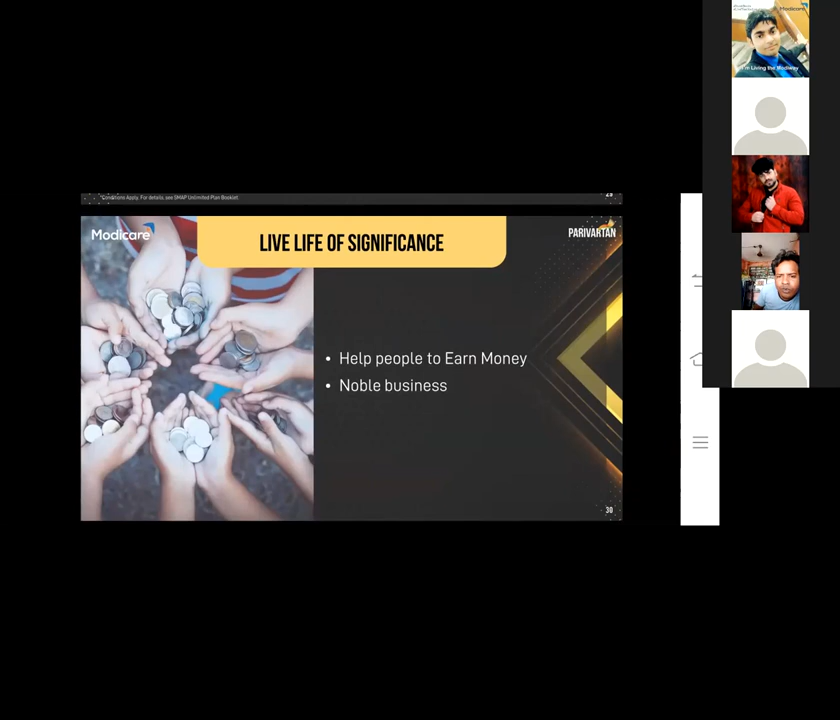 Modicare
I'm Living the Modiway
*Conditions Apply. For details, see SMAP Unlimited Plan Booklet
29
Modicare
LIVE LIFE OF SIGNIFICANCE
PARIVARTAN
• Help people to Earn Money
• Noble business
30